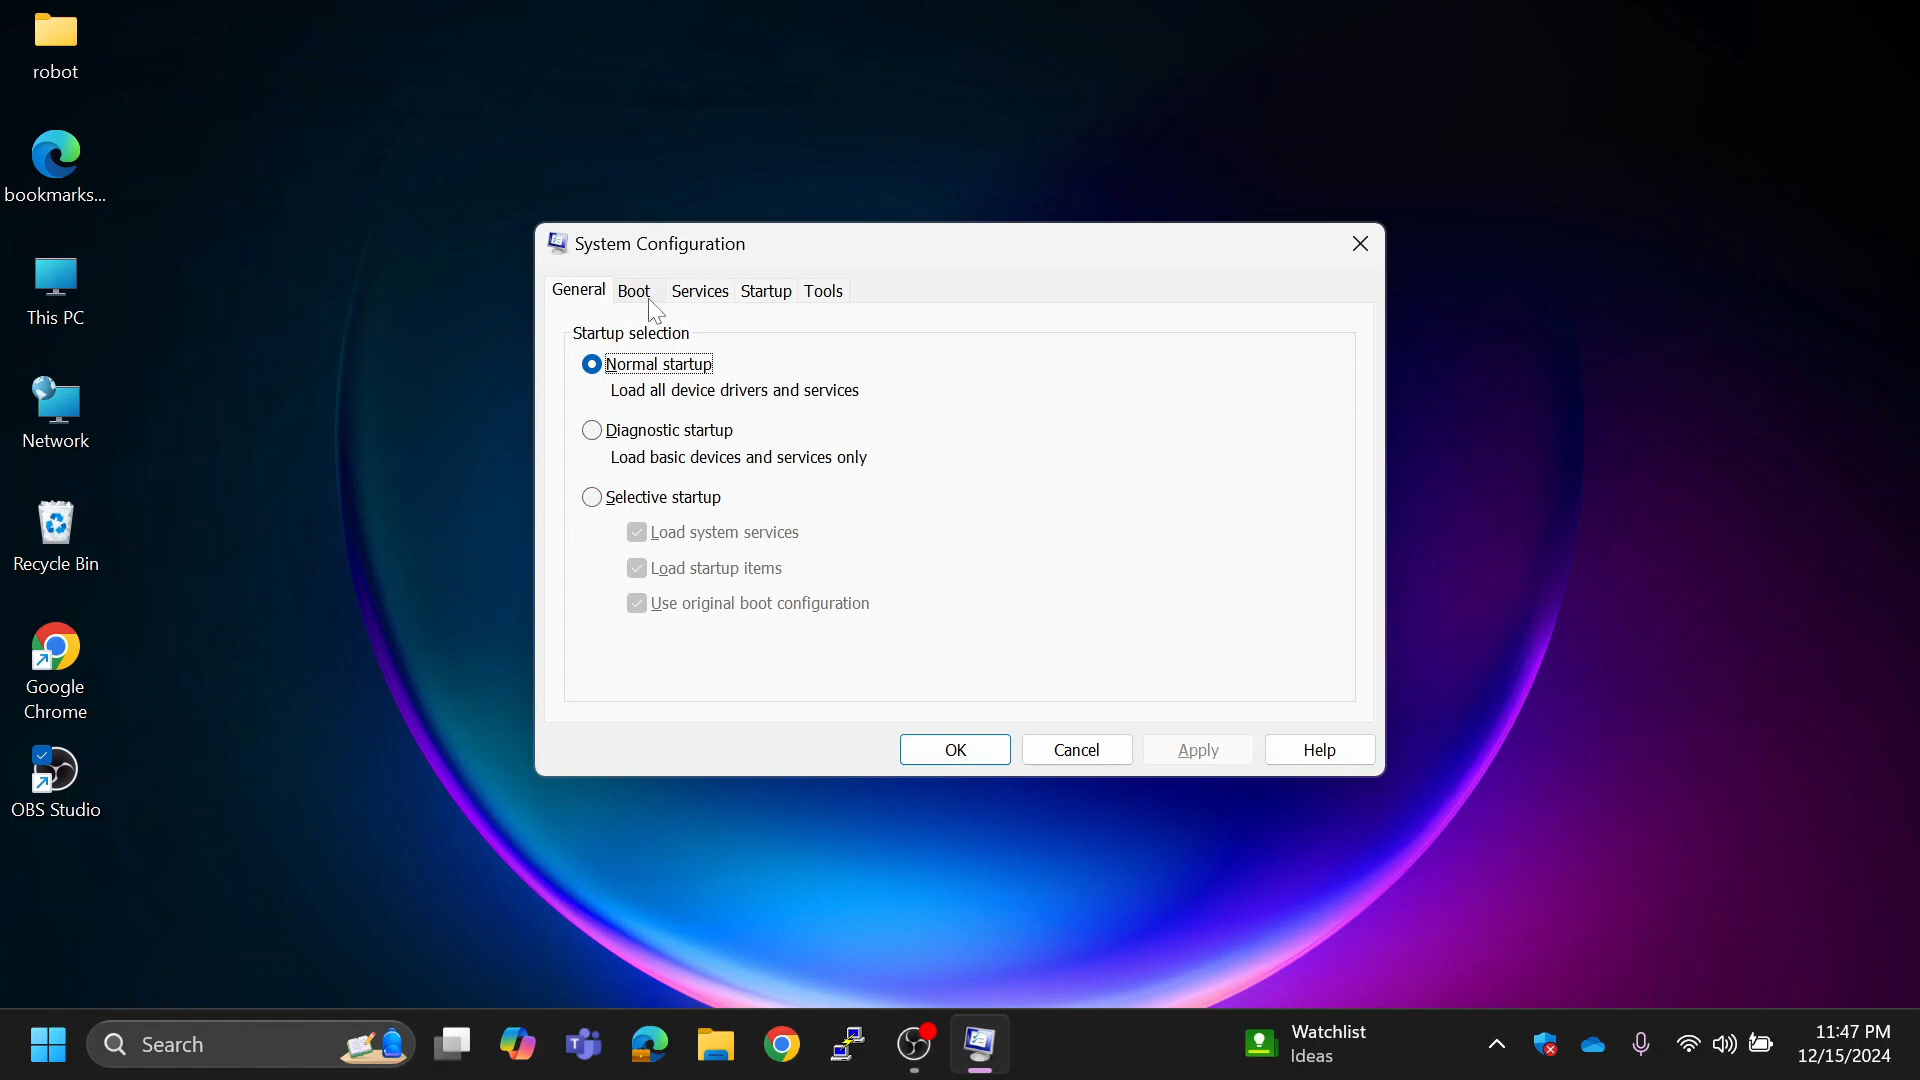 robot
bookmarks...
This PC
Network
Recycle Bin
Google
Chrome
OBS Studio
System Configuration
General Boot Services Startup Tools
Startup selection
Normal startup
Load all device drivers and services
Diagnostic startup
Load basic devices and services only
Selective startup
Load system services
Load startup items
Use original boot configuration
OK Cancel Apply Help
Search
Watchlist
Ideas
11:47 PM
12/15/2024